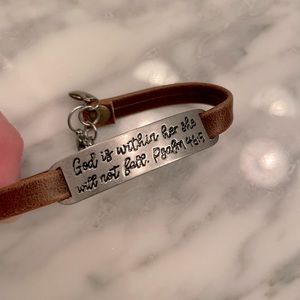 God is within her she
will not fall. Psalm 46:5